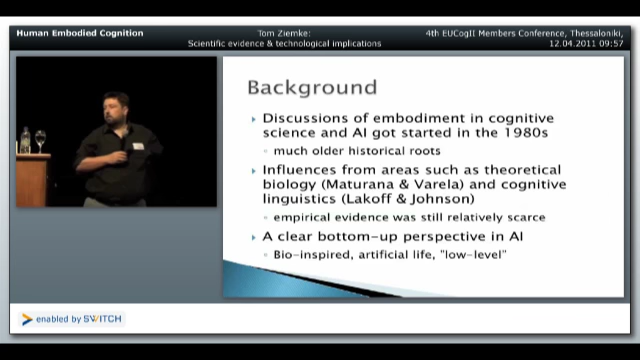 Human Embodied Cognition
Tom Ziemke:
Scientific evidence & technological implications
4th EUCogII Members Conference, Thessaloniki,
12.04.2011 09:57
Background
Discussions of embodiment in cognitive
science and AI got started in the 1980s
much older historical roots
Influences from areas such as theoretical
biology (Maturana & Varela) and cognitive
linguistics (Lakoff & Johnson)
empirical evidence was still relatively scarce
A clear bottom-up perspective in AI
Bio-inspired, artificial life, "low-level"
enabled by SWITCH